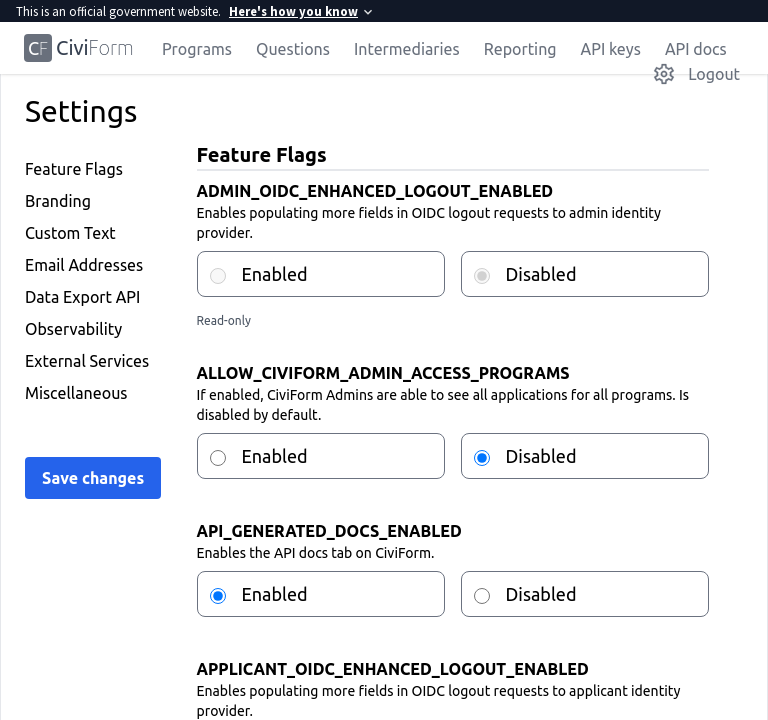 This is an official government website. Here's how you know
CF CiviForm Programs Questions Intermediaries Reporting API keys API docs
Logout
Settings
Feature Flags
Branding
Custom Text
Email Addresses
Data Export API
Observability
External Services
Miscellaneous
Save changes
Feature Flags
ADMIN_OIDC_ENHANCED_LOGOUT_ENABLED
Enables populating more fields in OIDC logout requests to admin identity
provider.
Enabled Disabled
Read-only
ALLOW_CIVIFORM_ADMIN_ACCESS_PROGRAMS
If enabled, CiviForm Admins are able to see all applications for all programs. Is
disabled by default.
Enabled Disabled
API_GENERATED_DOCS_ENABLED
Enables the API docs tab on CiviForm.
Enabled Disabled
APPLICANT_OIDC_ENHANCED_LOGOUT_ENABLED
Enables populating more fields in OIDC logout requests to applicant identity
provider.